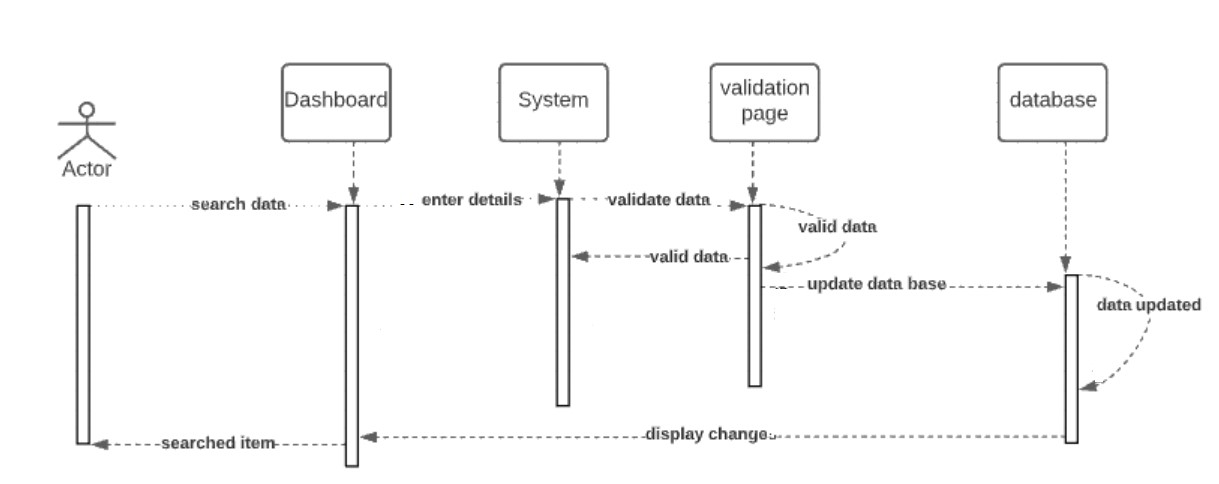 Dashboard
System
validation
page
database
Actor
search data
enter details
validate data
valid data
valid data
update data base
data updated
display change
searched item